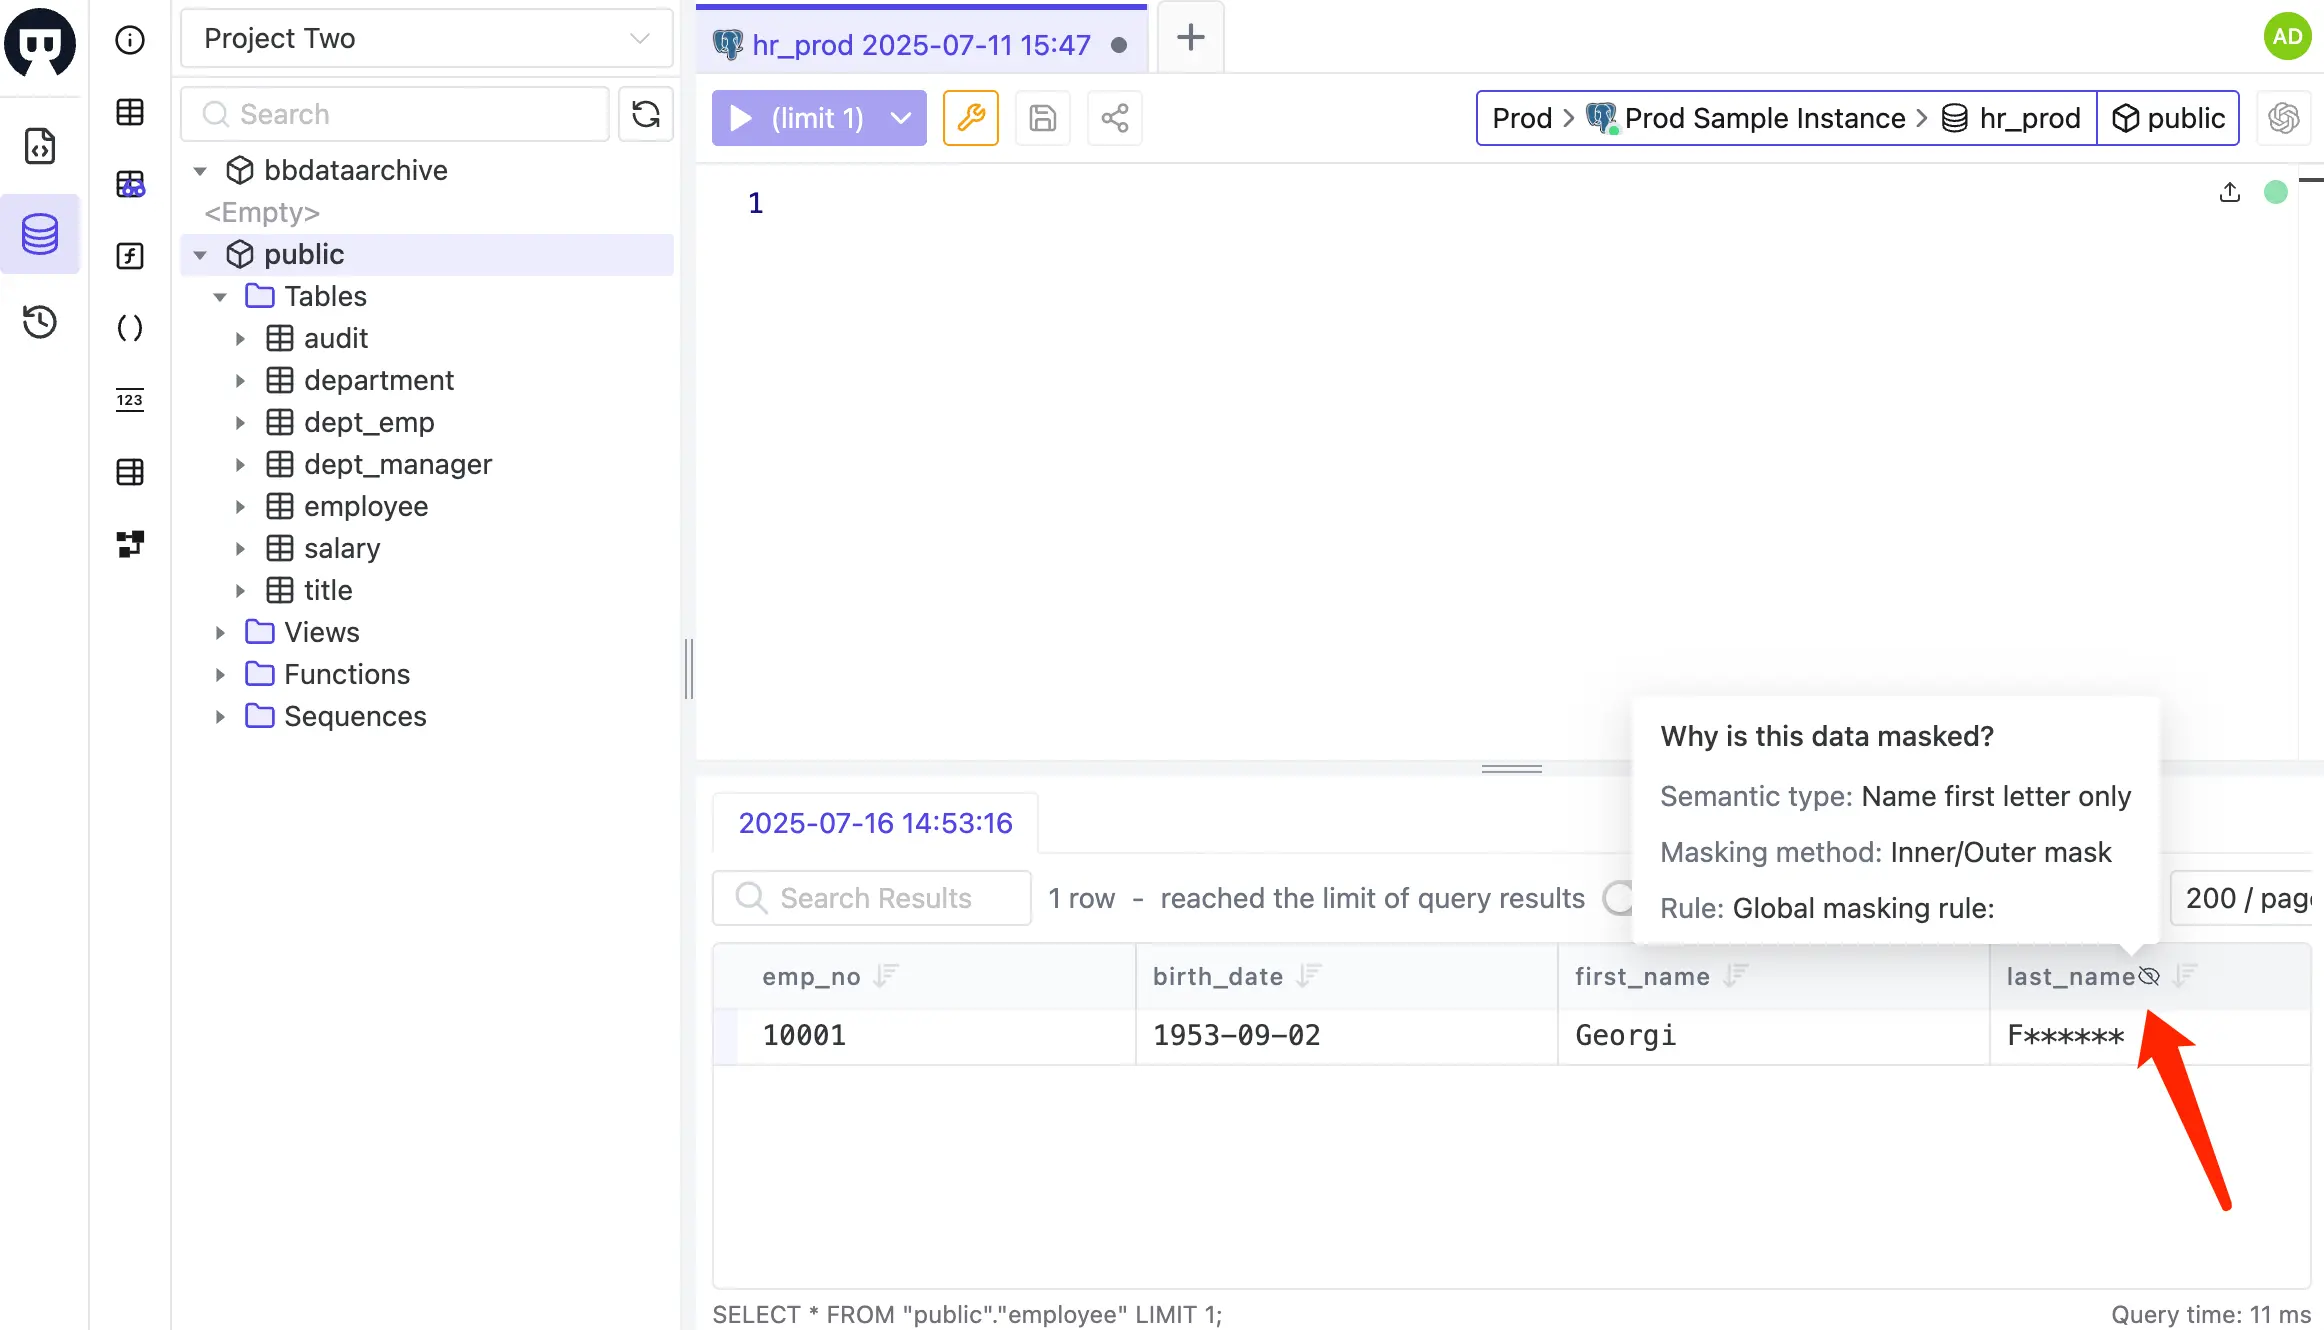 Project Two
Search
bbdataarchive
<Empty>
public
Tables
audit
department
dept_emp
dept_manager
employee
salary
title
Views
Functions
Sequences
123
hr_prod 2025-07-11 15:47
AD
(limit 1)
Prod > Prod Sample Instance > hr_prod public
1
Why is this data masked?
Semantic type: Name first letter only
Masking method: Inner/Outer mask
Rule: Global masking rule:
2025-07-16 14:53:16
Search Results 1 row - reached the limit of query results 200 / page
emp_no birth_date first_name last_name
10001 1953-09-02 Georgi F******
SELECT * FROM "public"."employee" LIMIT 1; Query time: 11 ms